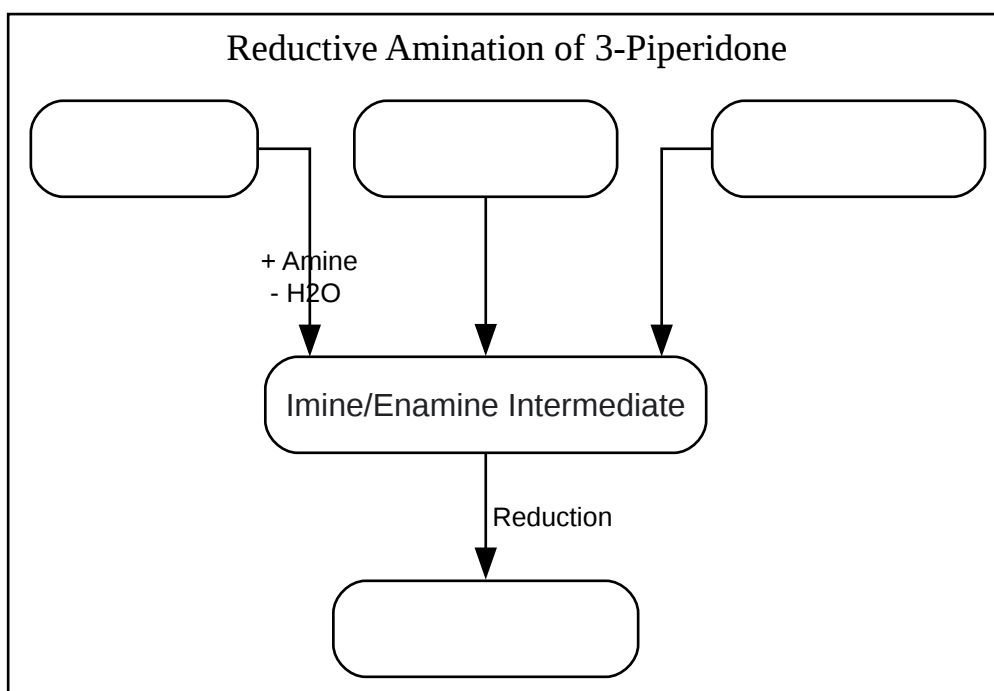 Reductive Amination of 3-Piperidone
+ Amine
- H2O
Imine/Enamine Intermediate
Reduction